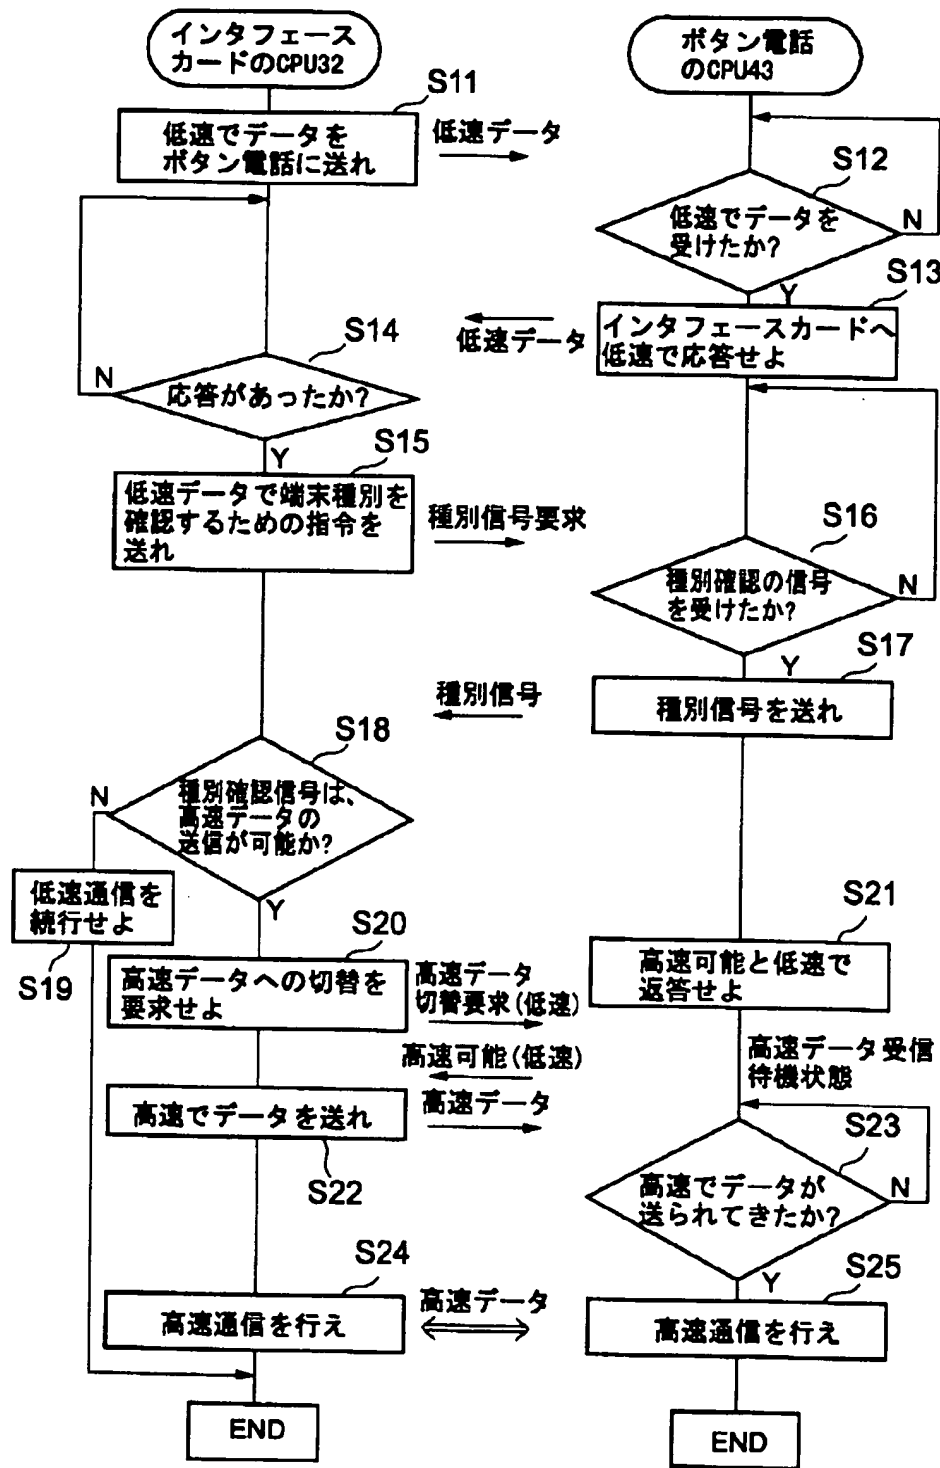 インタフェース
カードのCPU32
ボタン電話
のCPU43
S11
低速でデータを
ボタン電話に送れ
低速データ
S12
低速でデータを
受けたか?
N
Y
S13
インタフェースカードへ
低速で応答せよ
低速データ
S14
応答があったか?
N
Y
S15
低速データで端末種別を
確認するための指令を
送れ
種別信号要求
S16
種別確認の信号
を受けたか?
N
Y
S17
種別信号を送れ
種別信号
S18
種別確認信号は、
高速データの
送信が可能か?
N
Y
低速通信を
続行せよ
S19
S20
高速データへの切替を
要求せよ
高速データ
切替要求(低速)
S21
高速可能と低速で
返答せよ
高速可能(低速)
高速データ受信
待機状態
高速でデータを送れ
S22
高速データ
S23
高速でデータが
送られてきたか?
N
Y
S24
高速通信を行え
高速データ
S25
高速通信を行え
END
END